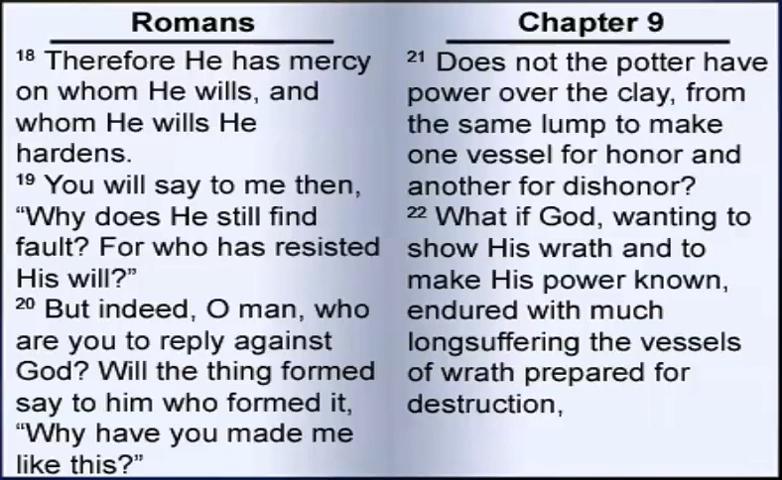 Romans
¹⁸ Therefore He has mercy
on whom He wills, and
whom He wills He
hardens.
¹⁹ You will say to me then,
“Why does He still find
fault? For who has resisted
His will?”
²⁰ But indeed, O man, who
are you to reply against
God? Will the thing formed
say to him who formed it,
“Why have you made me
like this?”
Chapter 9
²¹ Does not the potter have
power over the clay, from
the same lump to make
one vessel for honor and
another for dishonor?
²² What if God, wanting to
show His wrath and to
make His power known,
endured with much
longsuffering the vessels
of wrath prepared for
destruction,